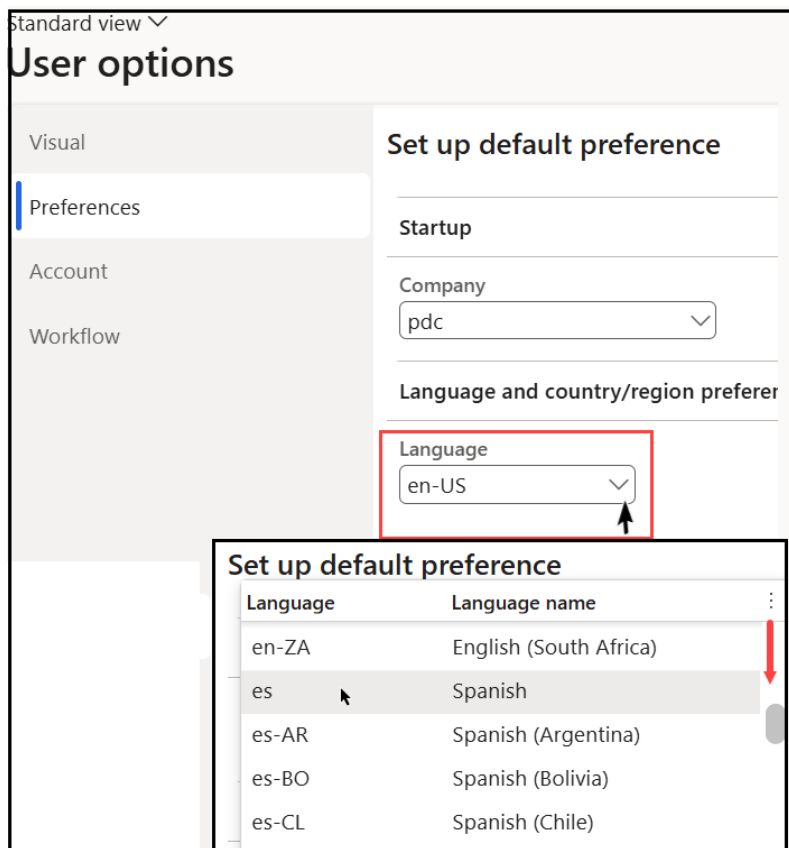 Standard view
User options
Visual
Preferences
Account
Workflow
Set up default preference
Startup
Company
pdc
Language and country/region prefere
Language
en-US
Set up default preference
Language Language name
en-ZA English (South Africa)
es Spanish
es-AR Spanish (Argentina)
es-BO Spanish (Bolivia)
es-CL Spanish (Chile)